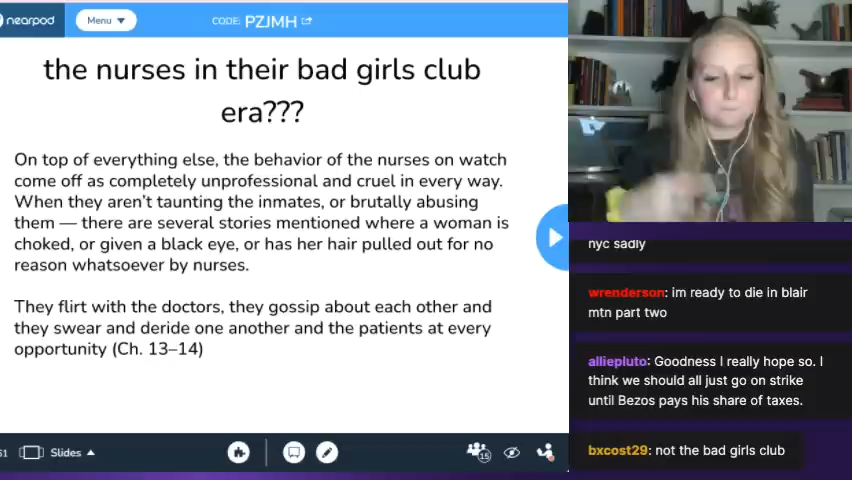 nearpod
Menu
CODE: PZJMH
the nurses in their bad girls club
era???
On top of everything else, the behavior of the nurses on watch
come off as completely unprofessional and cruel in every way.
When they aren't taunting the inmates, or brutally abusing
them — there are several stories mentioned where a woman is
choked, or given a black eye, or has her hair pulled out for no
reason whatsoever by nurses.
They flirt with the doctors, they gossip about each other and
they swear and deride one another and the patients at every
opportunity (Ch. 13–14)
Slides
15
nyc sadly
wrenderson: im ready to die in blair
mtn part two
alliepluto: Goodness I really hope so. I
think we should all just go on strike
until Bezos pays his share of taxes.
bxcost29: not the bad girls club